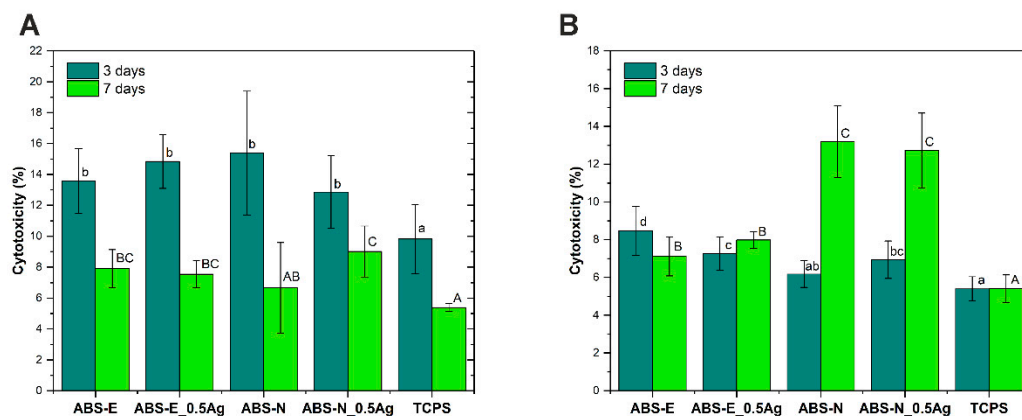 A
Cytotoxicity (%)
22
20
18
16
14
12
10
8
6
4
2
0
3 days
7 days
b
BC
b
BC
b
AB
b
C
a
A
ABS-E ABS-E_0.5Ag ABS-N ABS-N_0.5Ag TCPS
B
Cytotoxicity (%)
18
16
14
12
10
8
6
4
2
0
3 days
7 days
d
B
c
B
ab
C
bc
C
a
A
ABS-E ABS-E_0.5Ag ABS-N ABS-N_0.5Ag TCPS